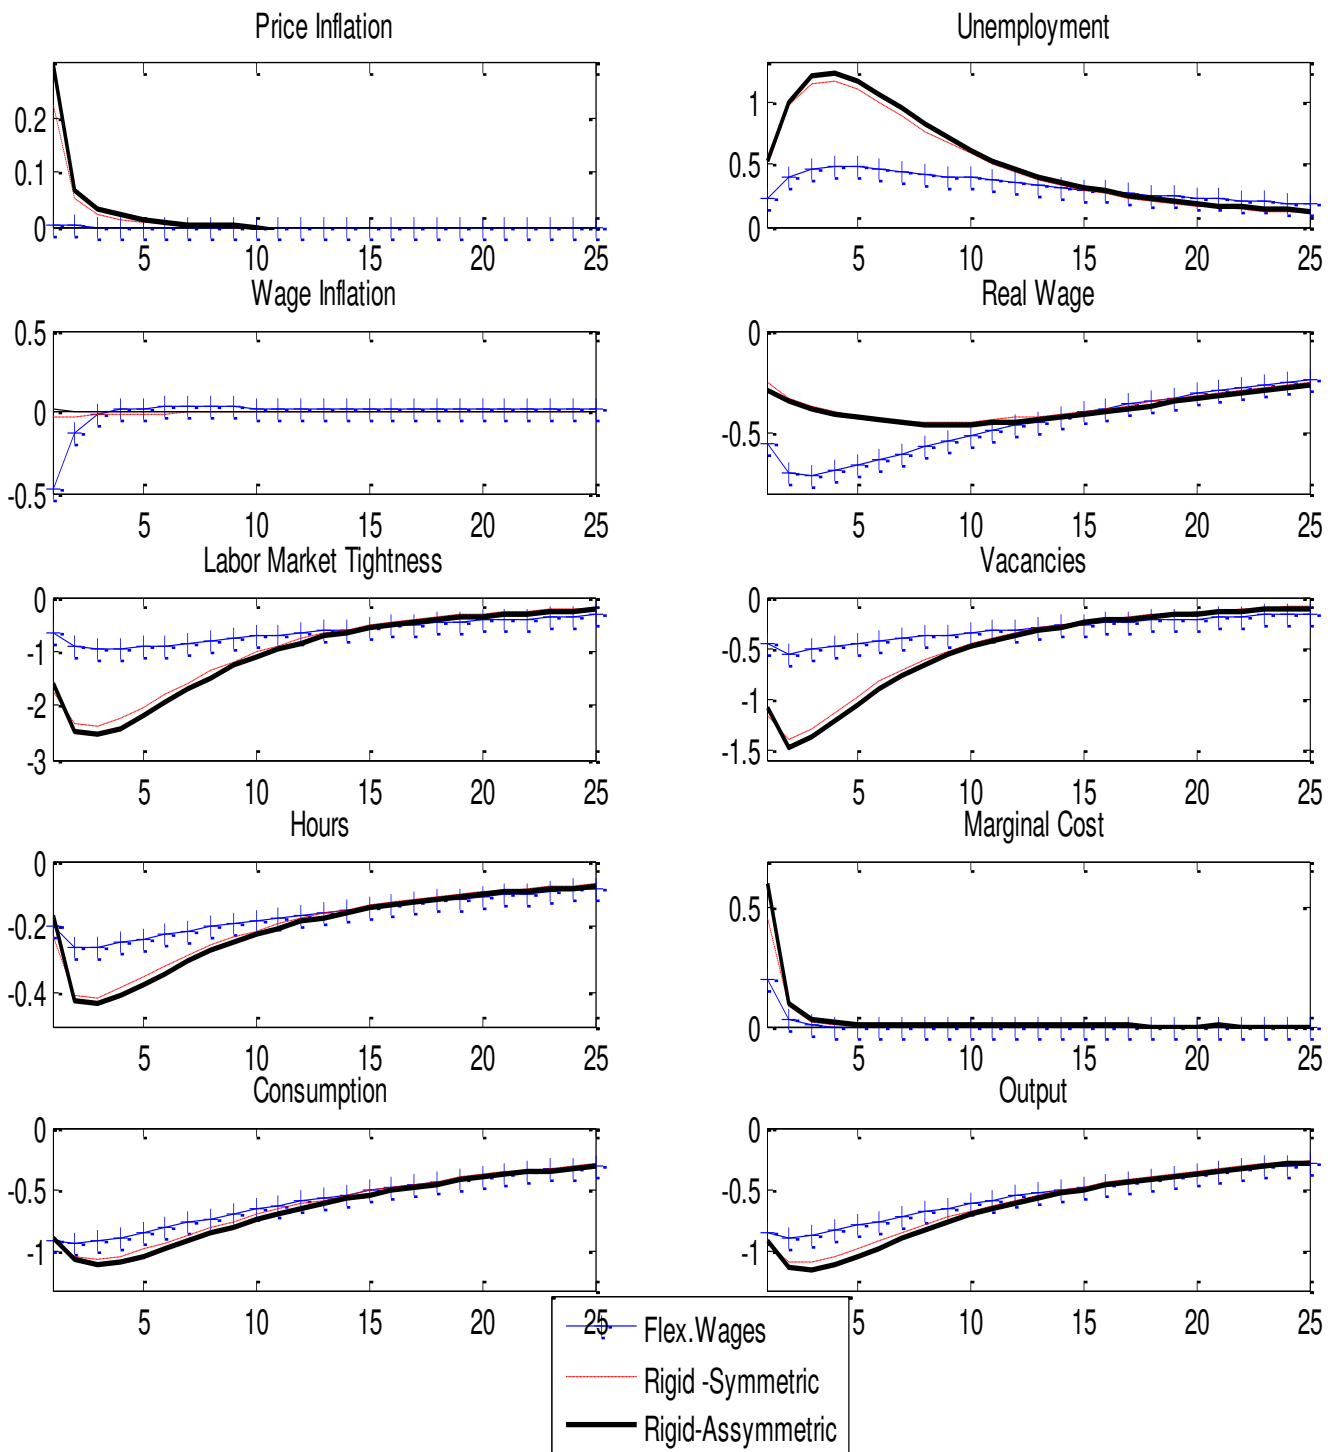 Price Inflation
Unemployment
0.2
0.1
0
5 10 15 20 25
1
0.5
0
5 10 15 20 25
Wage Inflation
Real Wage
0.5
0
-0.5
5 10 15 20 25
0
-0.5
5 10 15 20 25
Labor Market Tightness
Vacancies
0
-1
-2
-3
5 10 15 20 25
0
-0.5
-1
-1.5
5 10 15 20 25
Hours
Marginal Cost
0
-0.2
-0.4
5 10 15 20 25
0.5
0
5 10 15 20 25
Consumption
Output
0
-0.5
-1
5 10 15 20 25
0
-0.5
-1
5 10 15 20 25
Flex.Wages
Rigid -Symmetric
Rigid-Assymmetric